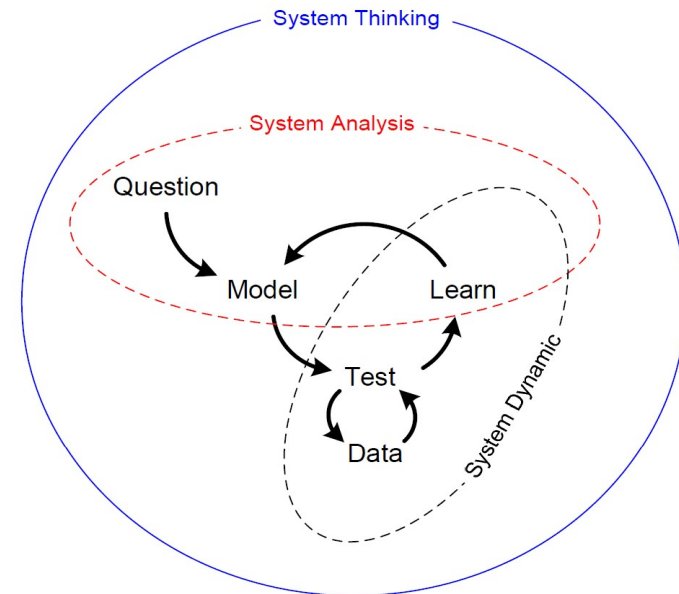 System Thinking
System Analysis
Question
Model
Learn
Test
Data
System Dynamic